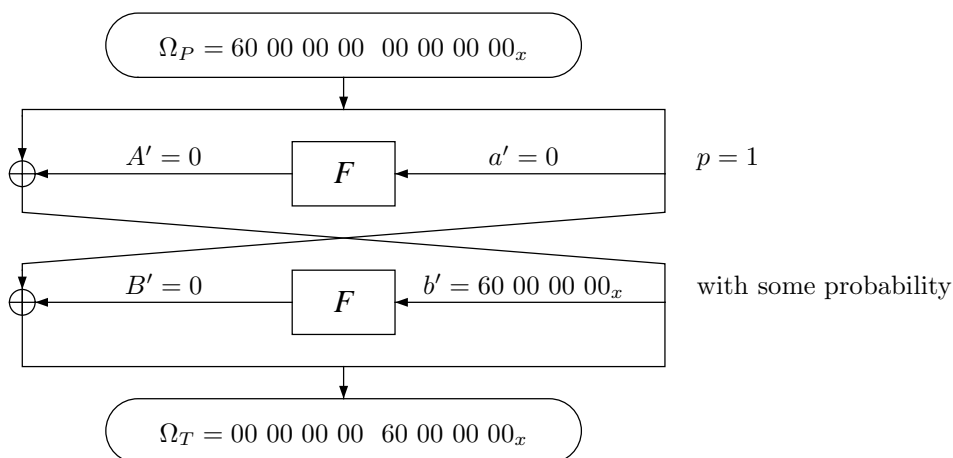 Ω_P = 60 00 00 00 00 00 00 00_x
A′ = 0 F a′ = 0 p = 1
B′ = 0 F b′ = 60 00 00 00_x with some probability
Ω_T = 00 00 00 00 60 00 00 00_x